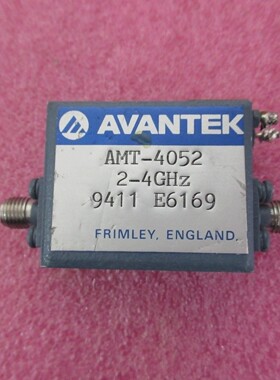 AVANTEK
AMT-4052
2-4GHz
9411 E6169
FRIMLEY, ENGLAND.